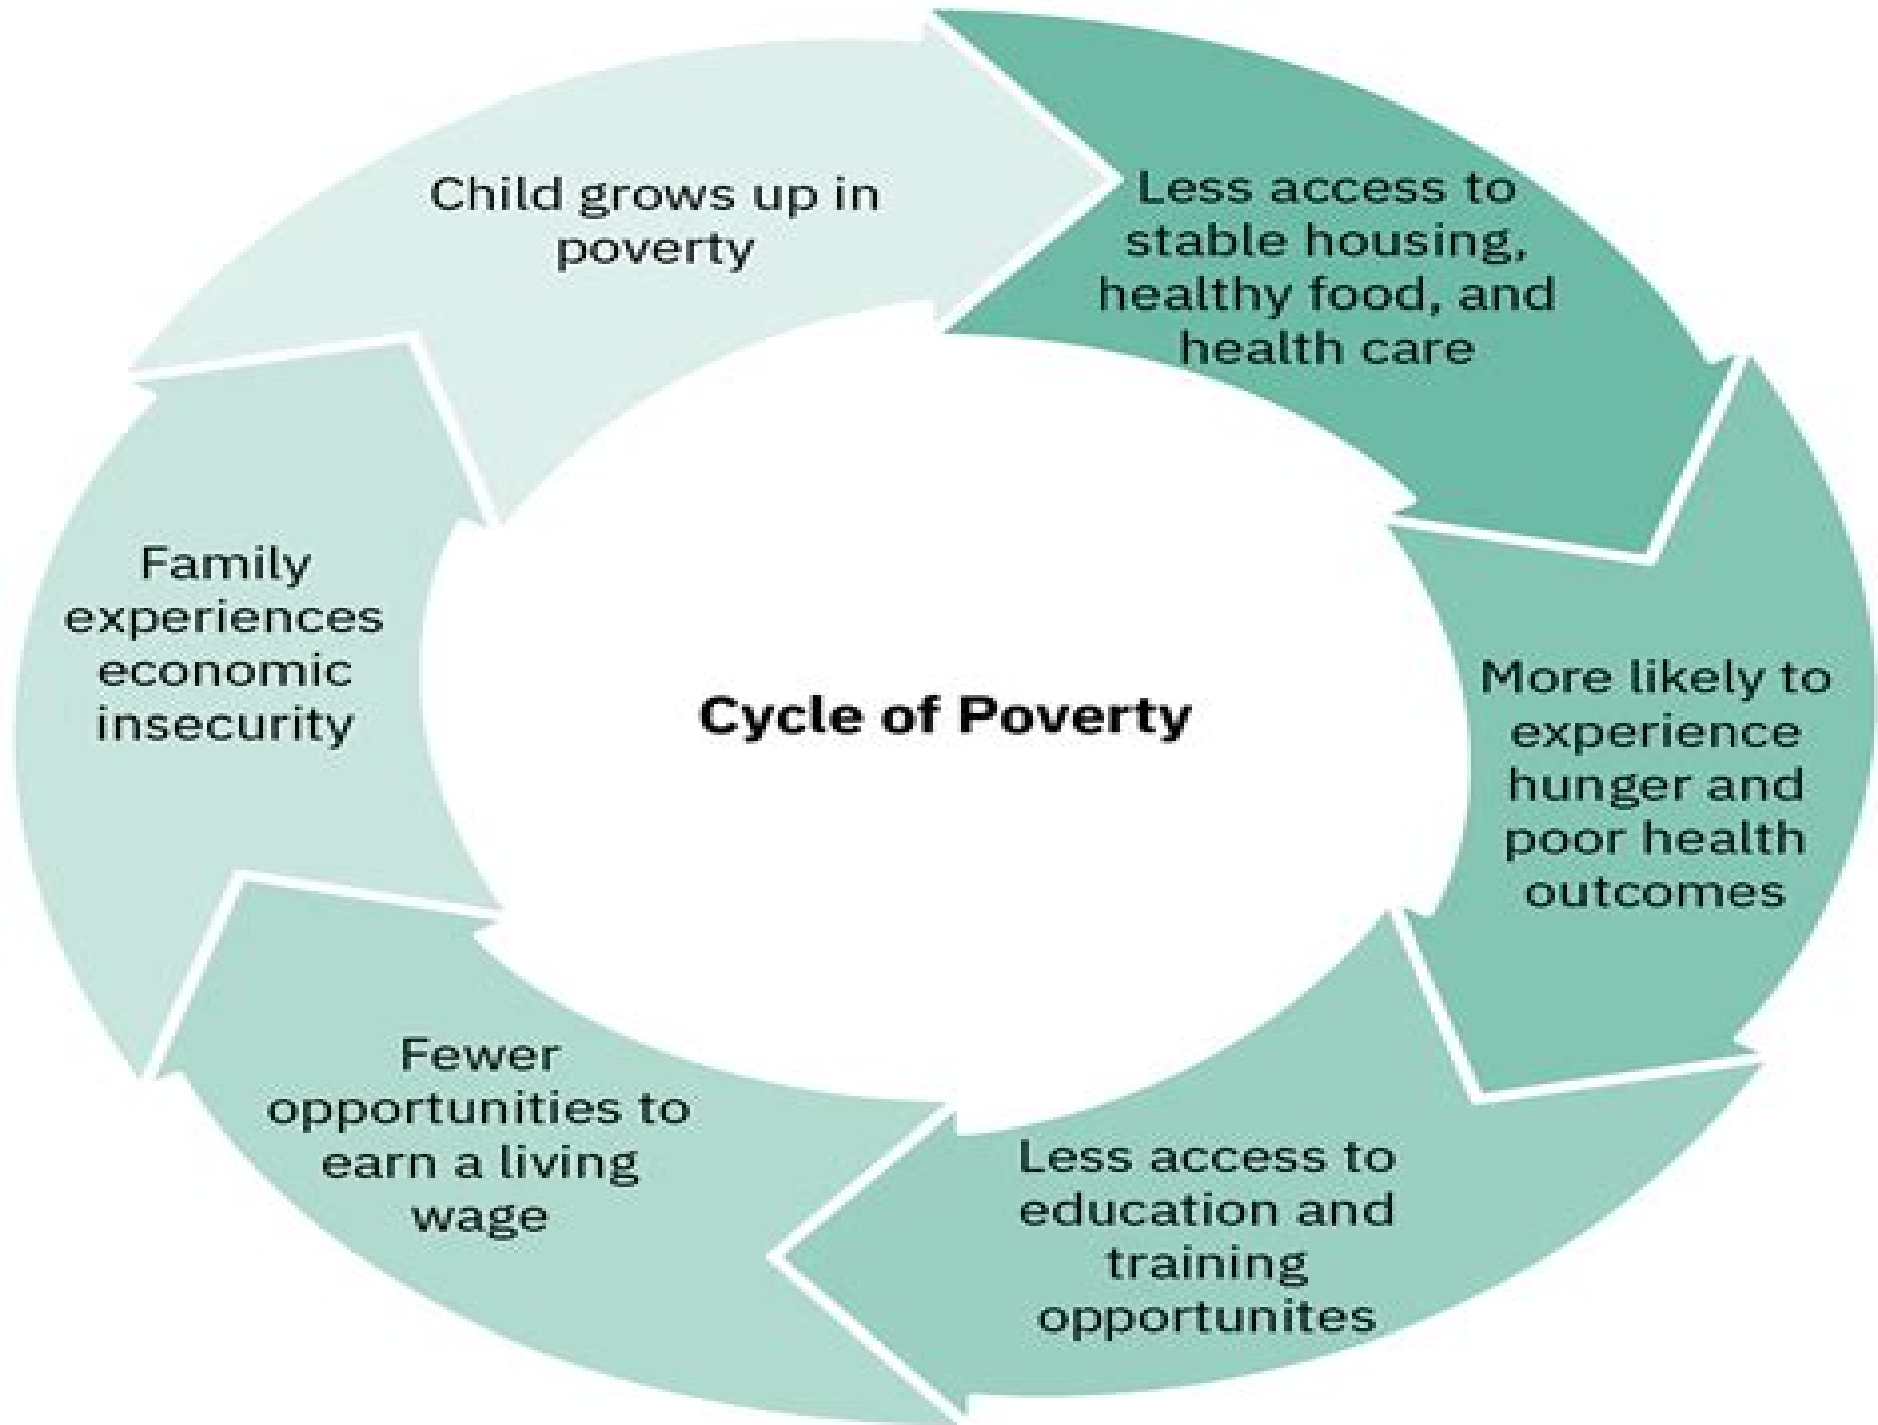 Child grows up in
poverty
Less access to
stable housing,
healthy food, and
health care
More likely to
experience
hunger and
poor health
outcomes
Less access to
education and
training
opportunites
Fewer
opportunities to
earn a living
wage
Family
experiences
economic
insecurity
Cycle of Poverty